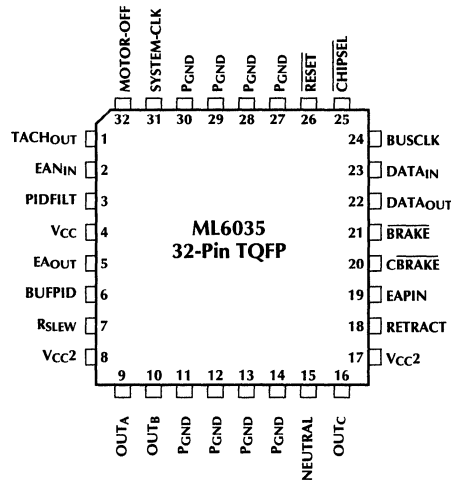 MOTOR-OFF
SYSTEM-CLK
PGND
PGND
PGND
PGND
RESET
CHIPSEL
32 31 30 29 28 27 26 25
TACHOUT 1 24 BUSCLK
EANIN 2 23 DATAIN
PIDFILT 3 22 DATAOUT
VCC 4 21 BRAKE
EAOUT 5 20 CBRAKE
BUFPID 6 19 EAPIN
RSLEW 7 18 RETRACT
VCC2 8 17 VCC2
ML6035
32-Pin TQFP
9 10 11 12 13 14 15 16
OUTA
OUTB
PGND
PGND
PGND
PGND
NEUTRAL
OUTC